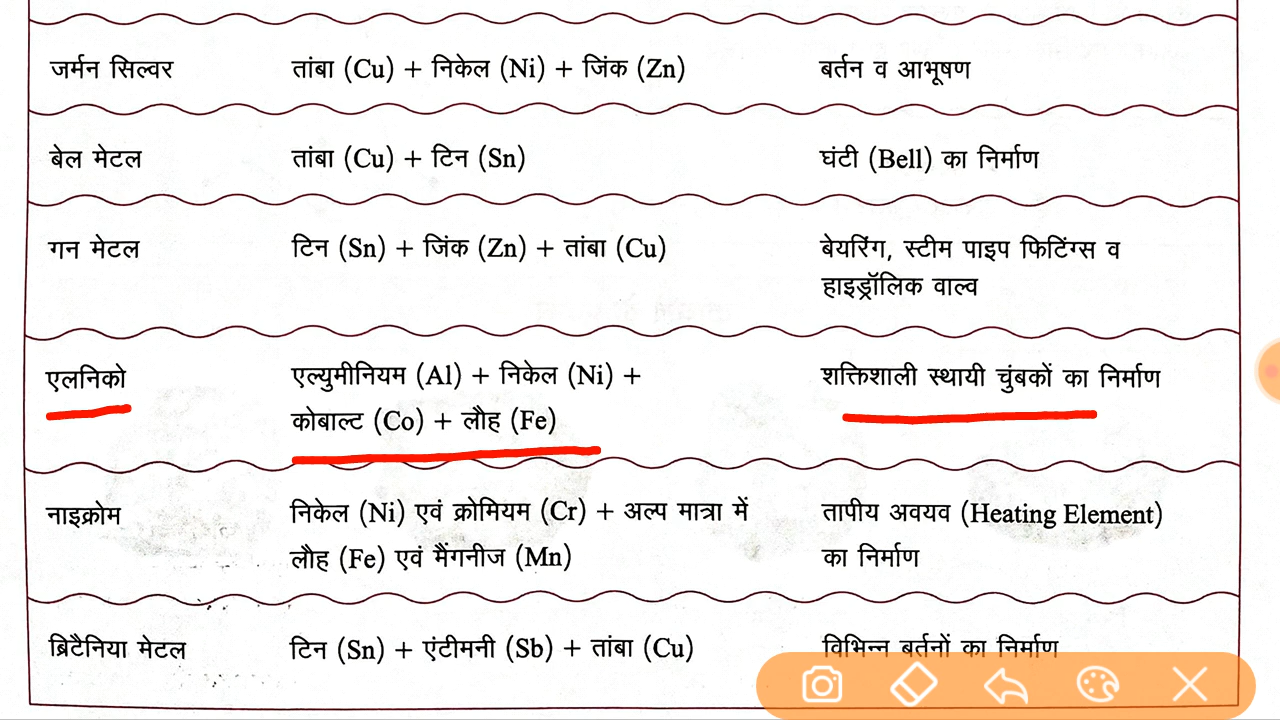 जर्मन सिल्वर तांबा (Cu) + निकेल (Ni) + जिंक (Zn) बर्तन व आभूषण
बेल मेटल तांबा (Cu) + टिन (Sn) घंटी (Bell) का निर्माण
गन मेटल टिन (Sn) + जिंक (Zn) + तांबा (Cu) बेयरिंग, स्टीम पाइप फिटिंग्स व
हाइड्रॉलिक वाल्व
एलनिको एल्युमीनियम (Al) + निकेल (Ni) + शक्तिशाली स्थायी चुंबकों का निर्माण
कोबाल्ट (Co) + लौह (Fe)
नाइक्रोम निकेल (Ni) एवं क्रोमियम (Cr) + अल्प मात्रा में तापीय अवयव (Heating Element)
लौह (Fe) एवं मैंगनीज (Mn) का निर्माण
ब्रिटैनिया मेटल टिन (Sn) + एंटीमनी (Sb) + तांबा (Cu) विभिन्न बर्तनों का निर्माण